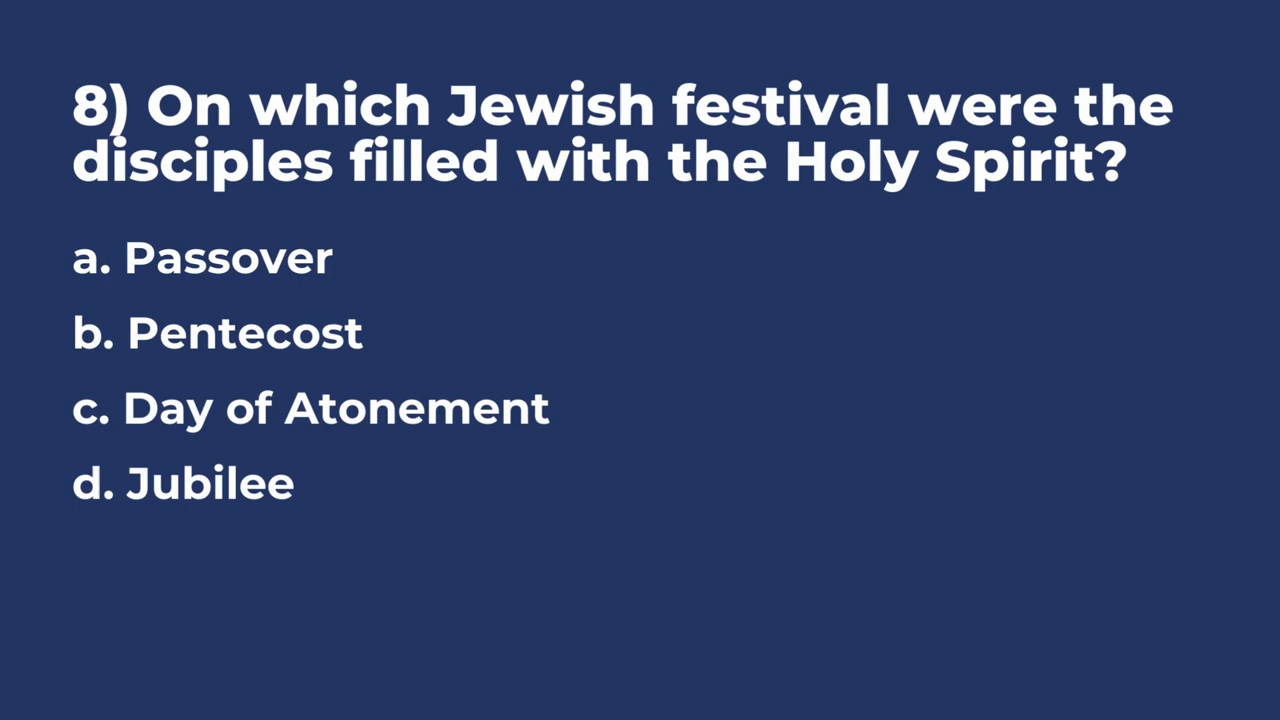 8) On which Jewish festival were the
disciples filled with the Holy Spirit?
a. Passover
b. Pentecost
c. Day of Atonement
d. Jubilee